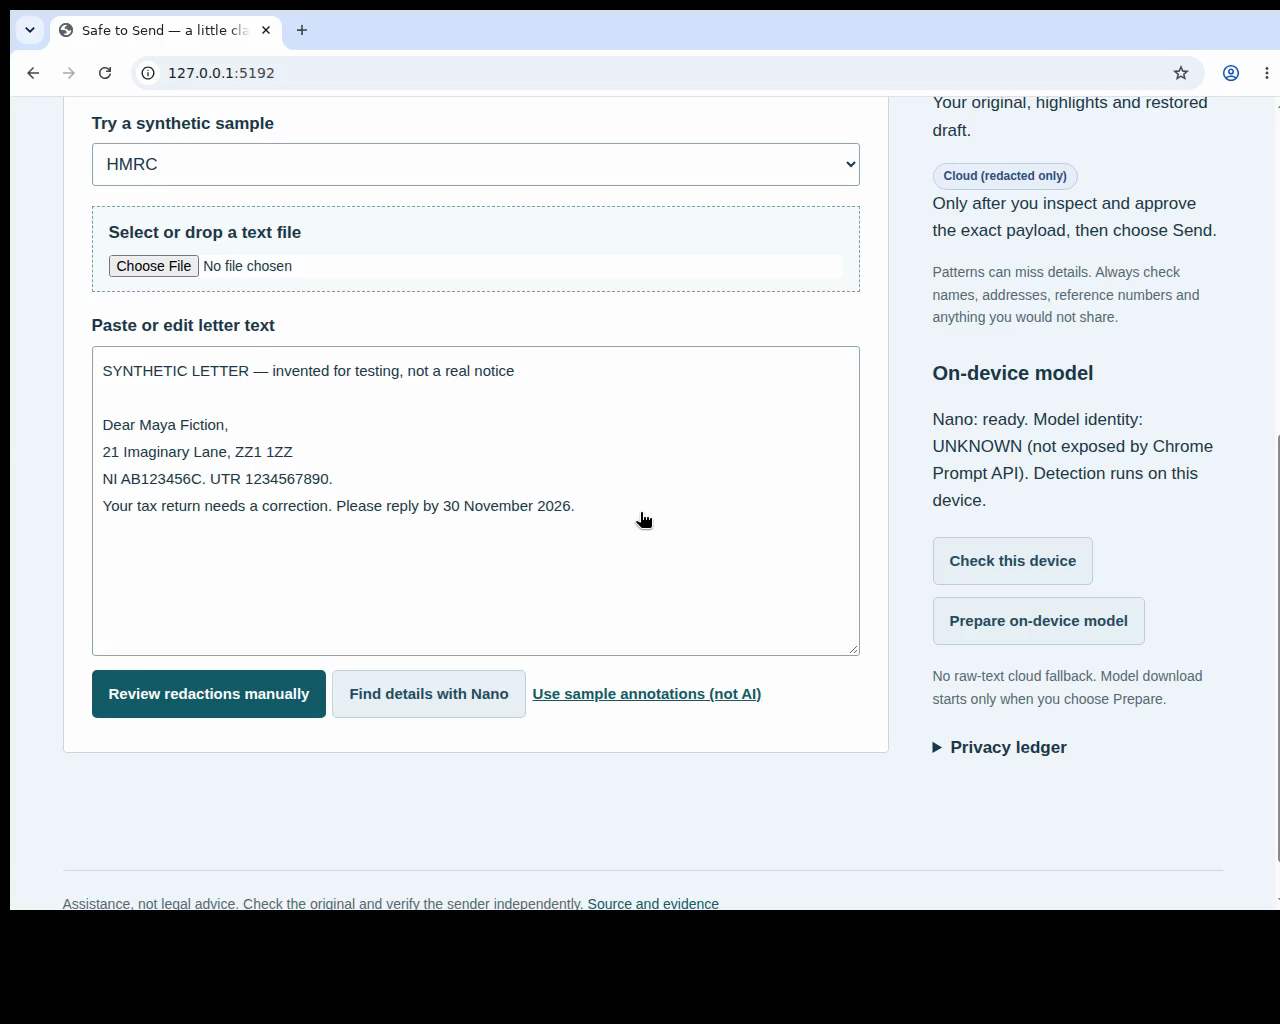 Safe to Send — a little cla
127.0.0.1:5192
Try a synthetic sample
HMRC
Select or drop a text file
Choose File No file chosen
Paste or edit letter text
SYNTHETIC LETTER — invented for testing, not a real notice
Dear Maya Fiction,
21 Imaginary Lane, ZZ1 1ZZ
NI AB123456C. UTR 1234567890.
Your tax return needs a correction. Please reply by 30 November 2026.
Review redactions manually
Find details with Nano
Use sample annotations (not AI)
Your original, highlights and restored
draft.
Cloud (redacted only)
Only after you inspect and approve
the exact payload, then choose Send.
Patterns can miss details. Always check
names, addresses, reference numbers and
anything you would not share.
On-device model
Nano: ready. Model identity:
UNKNOWN (not exposed by Chrome
Prompt API). Detection runs on this
device.
Check this device
Prepare on-device model
No raw-text cloud fallback. Model download
starts only when you choose Prepare.
Privacy ledger
Assistance, not legal advice. Check the original and verify the sender independently. Source and evidence